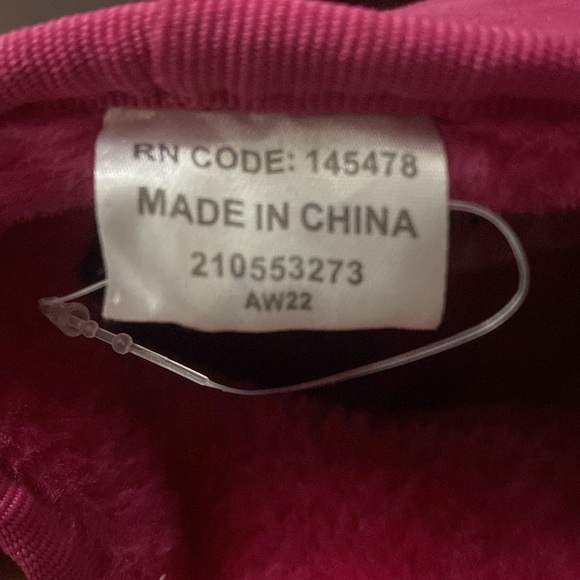 RN CODE: 145478
MADE IN CHINA
210553273
AW22